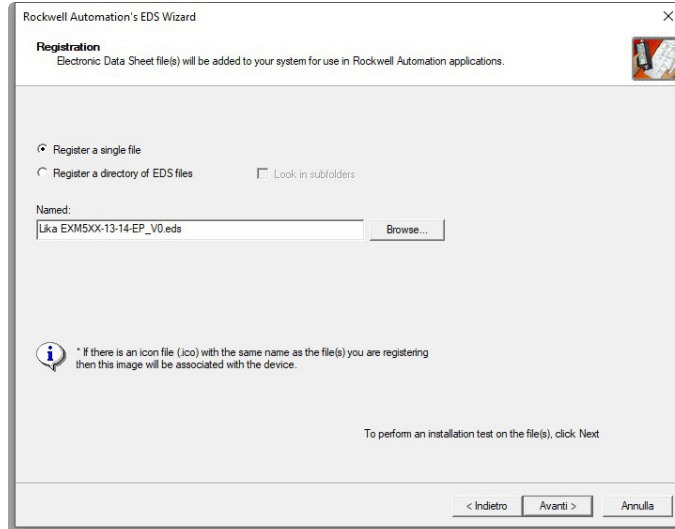 Rockwell Automation's EDS Wizard
Registration
Electronic Data Sheet file(s) will be added to your system for use in Rockwell Automation applications.
Register a single file
Register a directory of EDS files
Look in subfolders
Named:
Lika EXM5XX-13-14-EP_V0.eds
Browse...
* If there is an icon file (.ico) with the same name as the file(s) you are registering
then this image will be associated with the device.
To perform an installation test on the file(s), click Next
< Indietro
Avanti >
Annulla